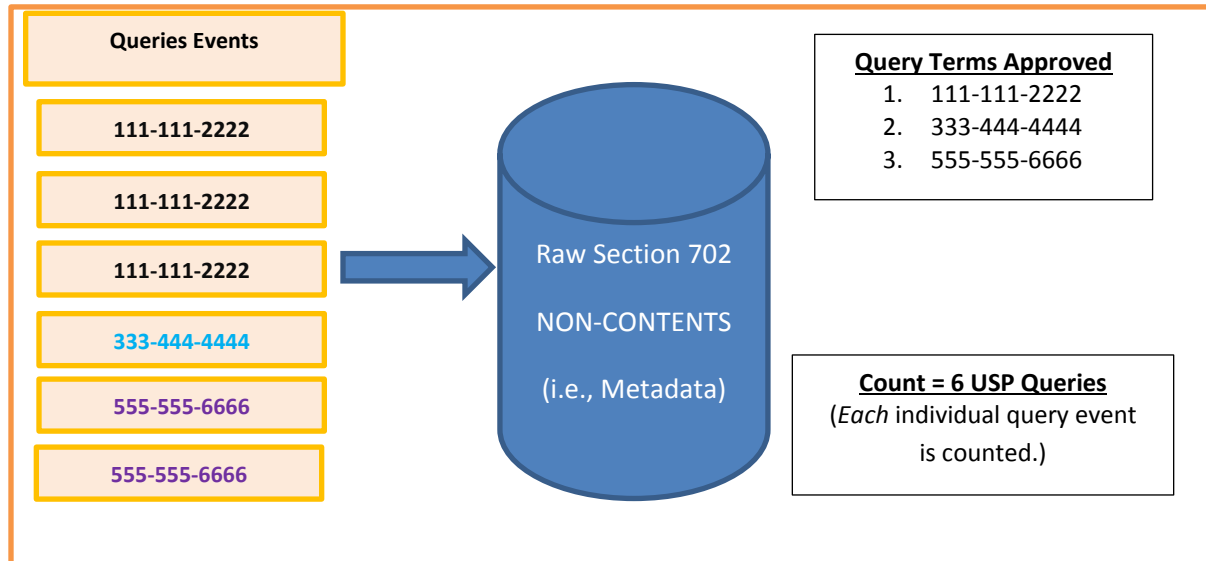 Queries Events
111-111-2222
111-111-2222
111-111-2222
333-444-4444
555-555-6666
555-555-6666
Raw Section 702
NON-CONTENTS
(i.e., Metadata)
Query Terms Approved
1. 111-111-2222
2. 333-444-4444
3. 555-555-6666
Count = 6 USP Queries
(Each individual query event
is counted.)